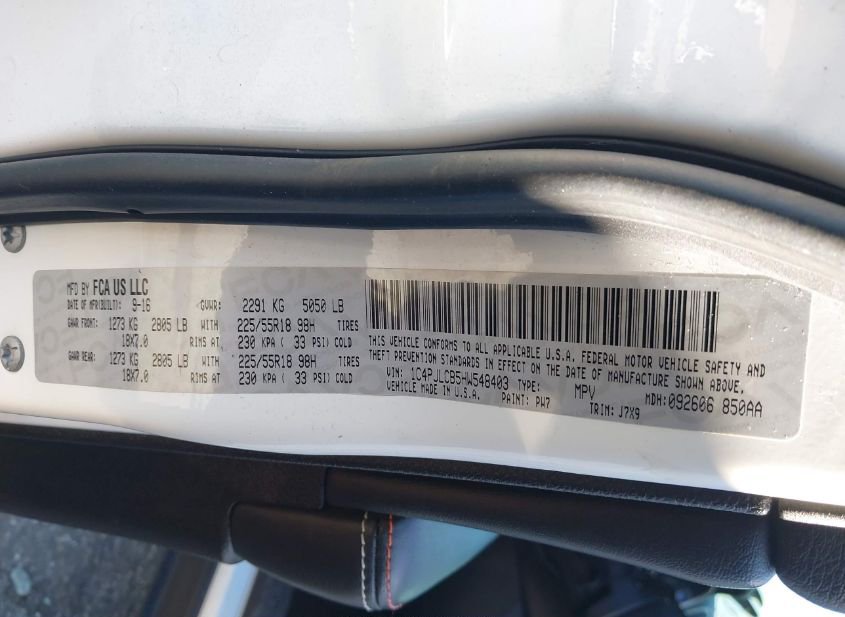 MFD BY FCA US LLC
DATE OF MFR(BUILT): 9-16 GVWR: 2291 KG 5050 LB
GAWR FRONT: 1273 KG 2805 LB WITH 225/55R18 98H TIRES
18X7.0 RIMS AT 230 KPA ( 33 PSI) COLD
GAWR REAR: 1273 KG 2805 LB WITH 225/55R18 98H TIRES
18X7.0 RIMS AT 230 KPA ( 33 PSI) COLD
THIS VEHICLE CONFORMS TO ALL APPLICABLE U.S.A. FEDERAL MOTOR VEHICLE SAFETY AND
THEFT PREVENTION STANDARDS IN EFFECT ON THE DATE OF MANUFACTURE SHOWN ABOVE.
VIN: 1C4PJLCB5HW548403 TYPE: MPV MDH:092606 850AA
MADE IN U.S.A. PAINT: PW7 TRIM: J7X9